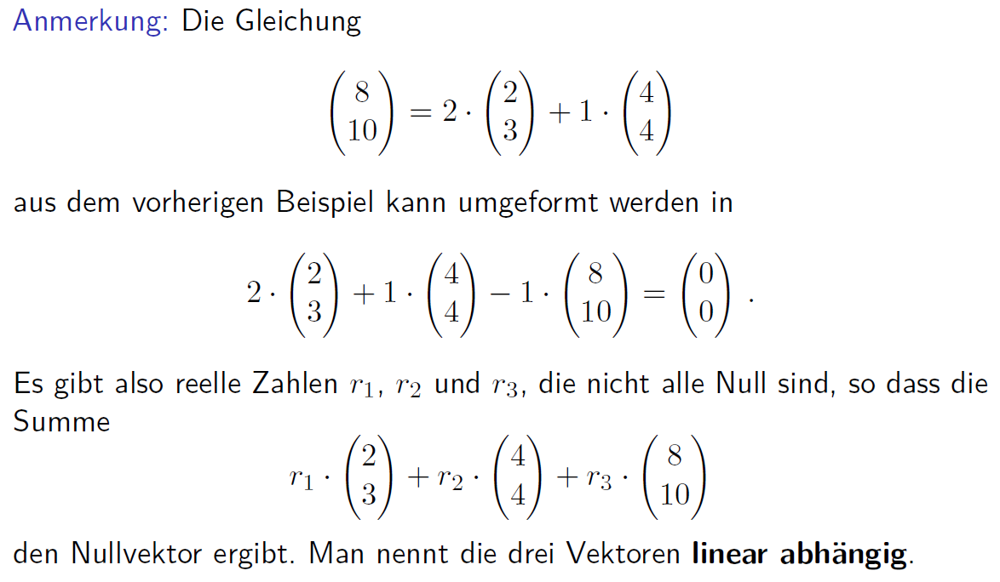 Anmerkung: Die Gleichung
$$\begin{pmatrix} 8 \\ 10 \end{pmatrix} = 2 \cdot \begin{pmatrix} 2 \\ 3 \end{pmatrix} + 1 \cdot \begin{pmatrix} 4 \\ 4 \end{pmatrix}$$
aus dem vorherigen Beispiel kann umgeformt werden in
$$2 \cdot \begin{pmatrix} 2 \\ 3 \end{pmatrix} + 1 \cdot \begin{pmatrix} 4 \\ 4 \end{pmatrix} - 1 \cdot \begin{pmatrix} 8 \\ 10 \end{pmatrix} = \begin{pmatrix} 0 \\ 0 \end{pmatrix} .$$
Es gibt also reelle Zahlen $r_1$, $r_2$ und $r_3$, die nicht alle Null sind, so dass die
Summe
$$r_1 \cdot \begin{pmatrix} 2 \\ 3 \end{pmatrix} + r_2 \cdot \begin{pmatrix} 4 \\ 4 \end{pmatrix} + r_3 \cdot \begin{pmatrix} 8 \\ 10 \end{pmatrix}$$
den Nullvektor ergibt. Man nennt die drei Vektoren linear abhängig.